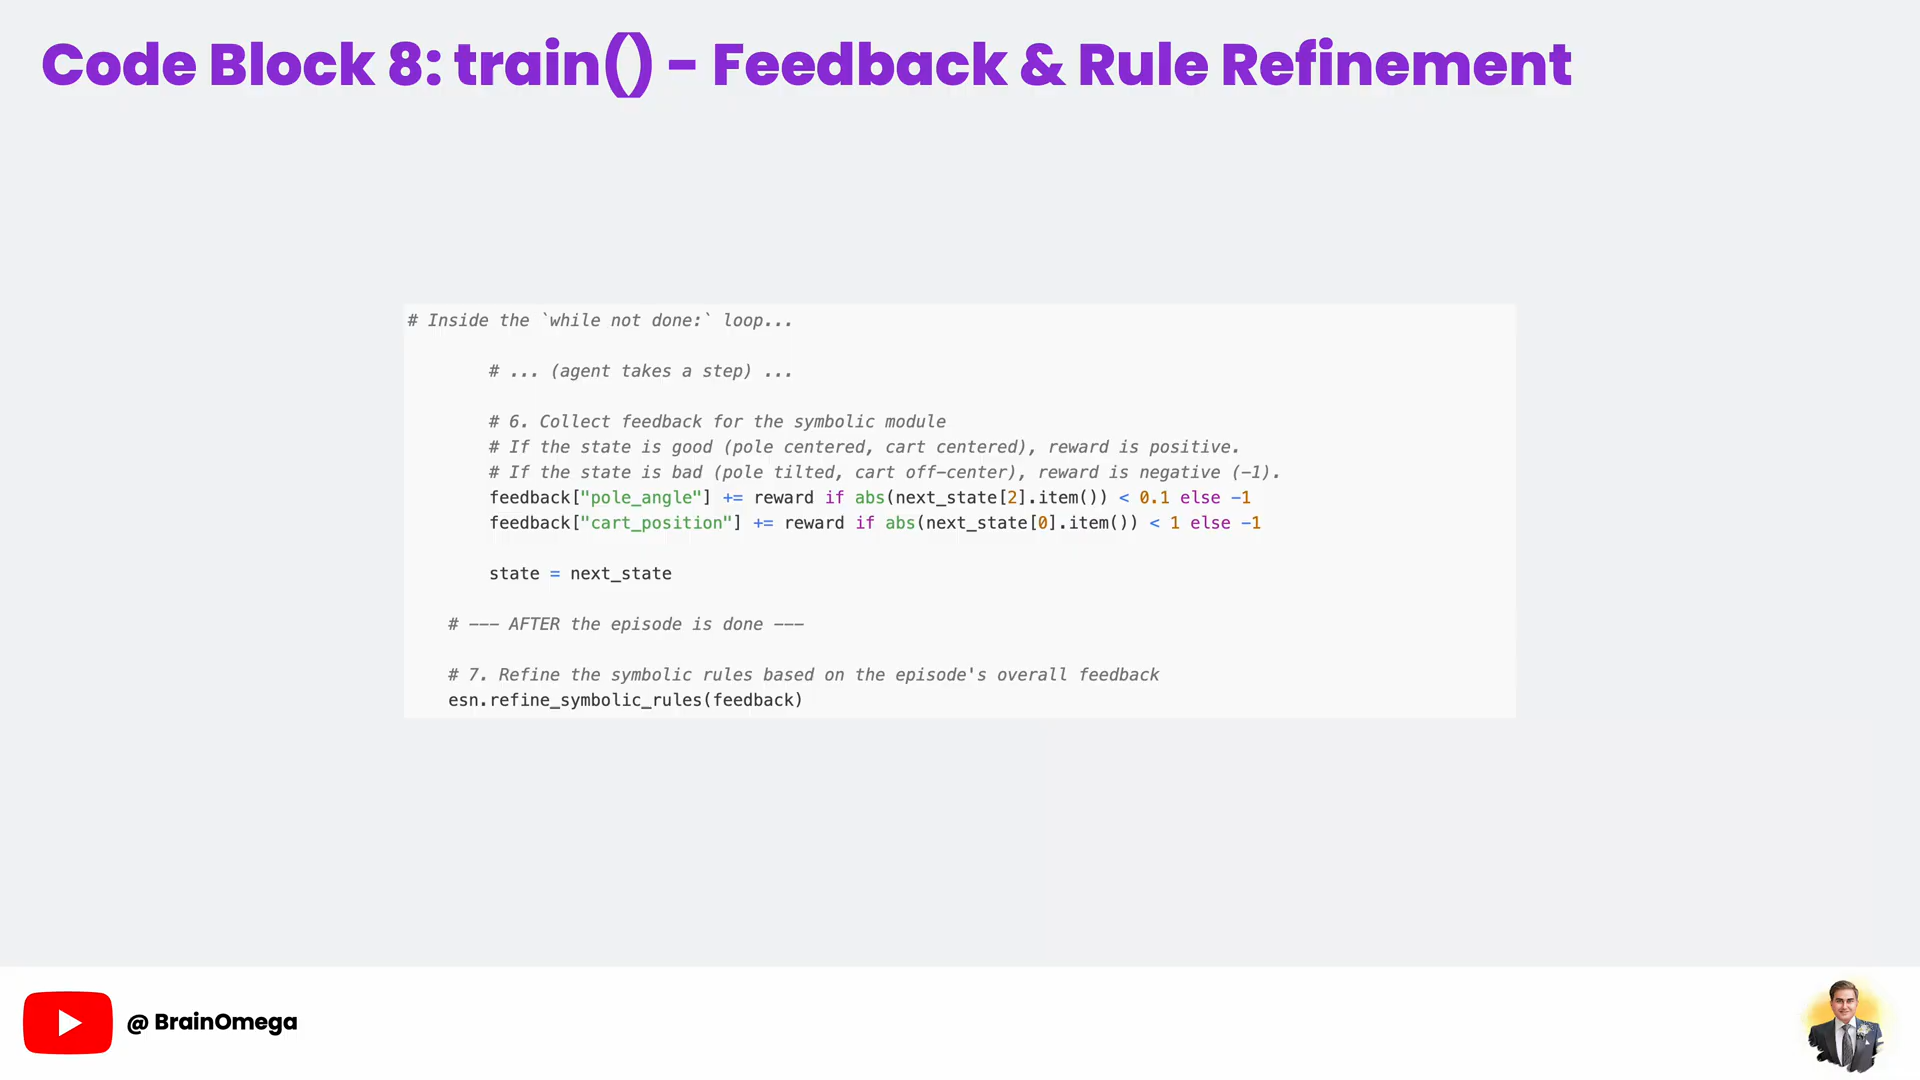 Code Block 8: train() - Feedback & Rule Refinement
# Inside the `while not done:` loop...
# ... (agent takes a step) ...
# 6. Collect feedback for the symbolic module
# If the state is good (pole centered, cart centered), reward is positive.
# If the state is bad (pole tilted, cart off-center), reward is negative (-1).
feedback["pole_angle"] += reward if abs(next_state[2].item()) < 0.1 else -1
feedback["cart_position"] += reward if abs(next_state[0].item()) < 1 else -1
state = next_state
# --- AFTER the episode is done ---
# 7. Refine the symbolic rules based on the episode's overall feedback
esn.refine_symbolic_rules(feedback)
@ BrainOmega